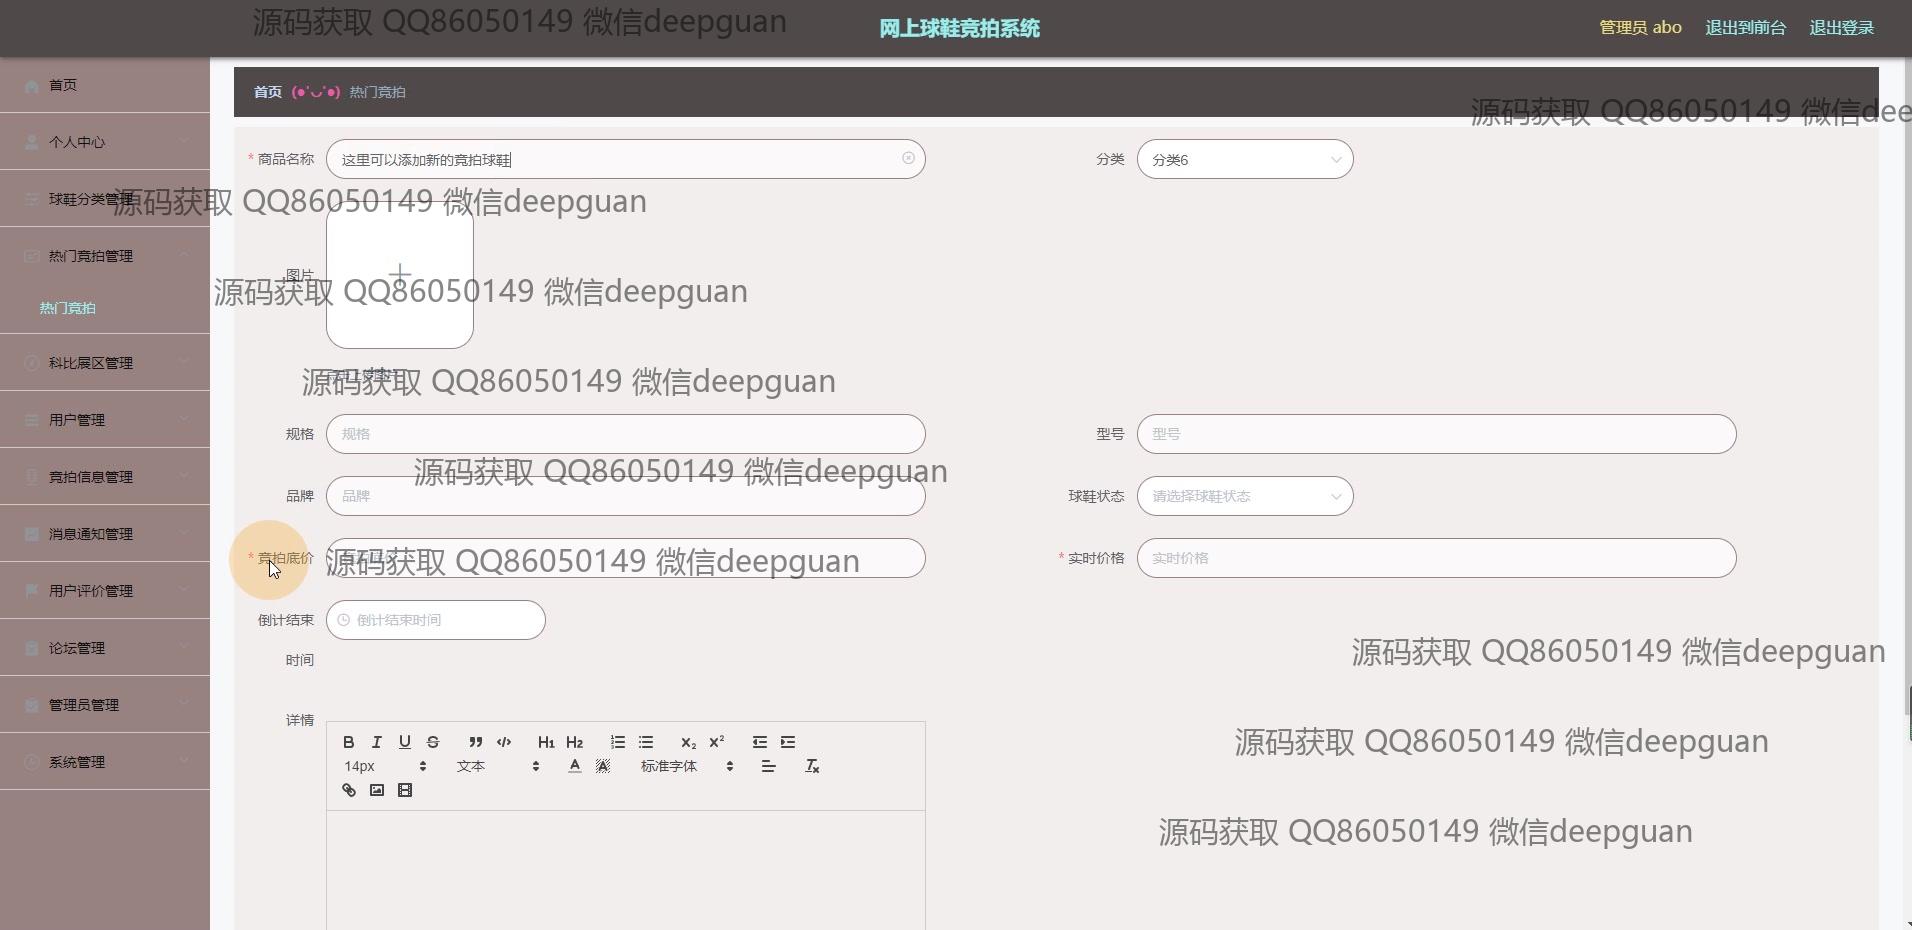 源码获取 QQ86050149 微信deepguan
网上球鞋竞拍系统
管理员 abo
退出到前台
退出登录
首页
个人中心
球鞋分类管理
热门竞拍管理
热门竞拍
科比展区管理
用户管理
竞拍信息管理
消息通知管理
用户评价管理
论坛管理
管理员管理
系统管理
首页 (●'◡'●) 热门竞拍
源码获取 QQ86050149 微信dee
* 商品名称 这里可以添加新的竞拍球鞋
分类 分类6
源码获取 QQ86050149 微信deepguan
图片
源码获取 QQ86050149 微信deepguan
点击上传图片
源码获取 QQ86050149 微信deepguan
规格 规格
型号 型号
源码获取 QQ86050149 微信deepguan
品牌 品牌
球鞋状态 请选择球鞋状态
* 竞拍底价
源码获取 QQ86050149 微信deepguan
* 实时价格 实时价格
倒计结束时间 倒计结束时间
源码获取 QQ86050149 微信deepguan
详情
B I U S ” </> H1 H2 x₂ x²
14px 文本 A A 标准字体
源码获取 QQ86050149 微信deepguan
源码获取 QQ86050149 微信deepguan